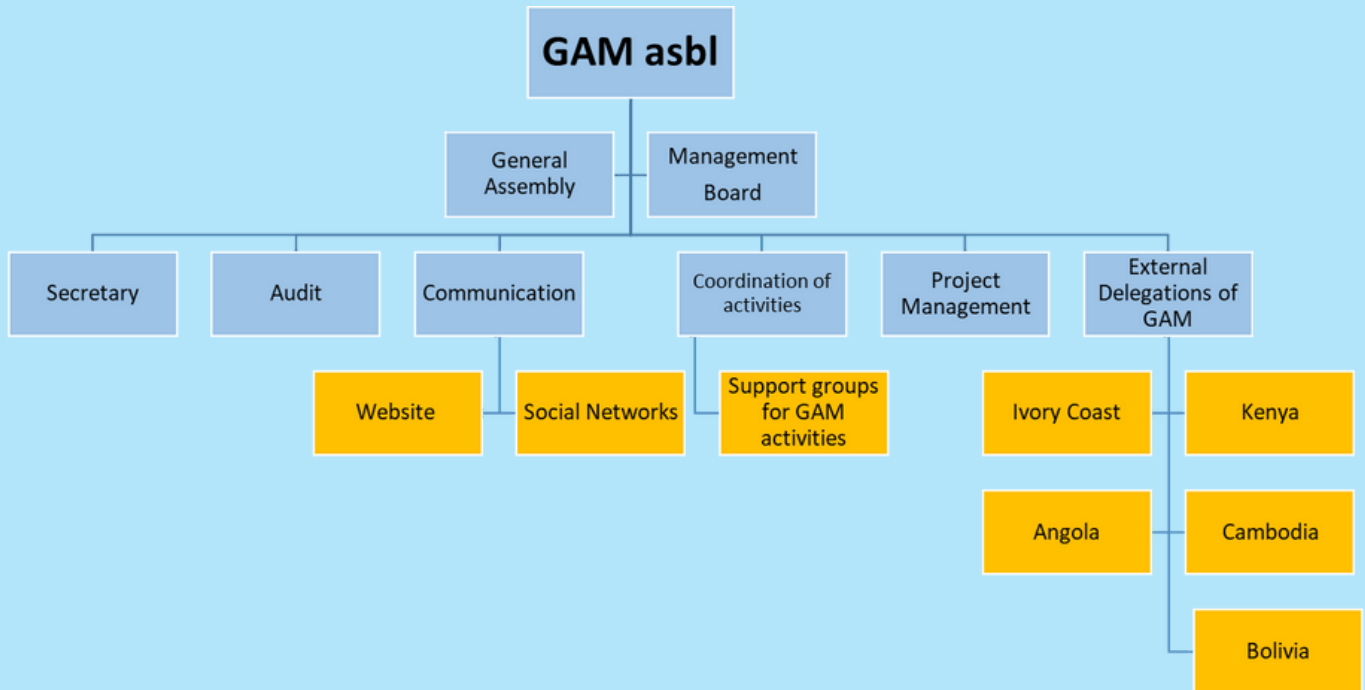 GAM asbl
General
Assembly
Management
Board
Secretary
Audit
Communication
Coordination of
activities
Project
Management
External
Delegations of
GAM
Website
Social Networks
Support groups
for GAM
activities
Ivory Coast
Kenya
Angola
Cambodia
Bolivia